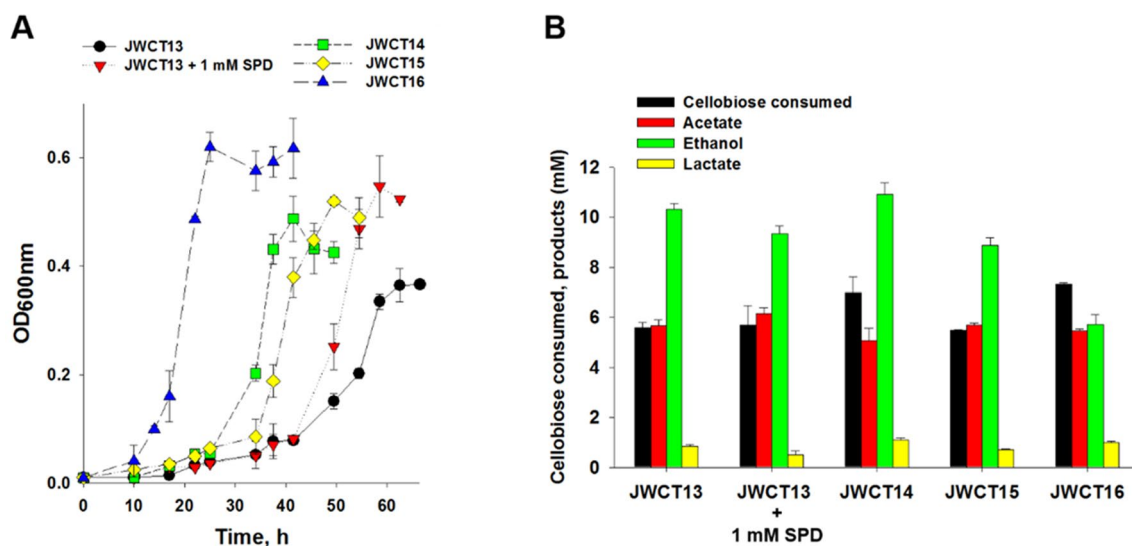 A
JWCT13
JWCT13 + 1 mM SPD
JWCT14
JWCT15
JWCT16
OD600nm
0.6
0.4
0.2
0.0
0 10 20 30 40 50 60
Time, h
B
Cellobiose consumed
Acetate
Ethanol
Lactate
Cellobiose consumed, products (mM)
12
10
8
6
4
2
0
JWCT13 JWCT13 JWCT14 JWCT15 JWCT16
+
1 mM SPD